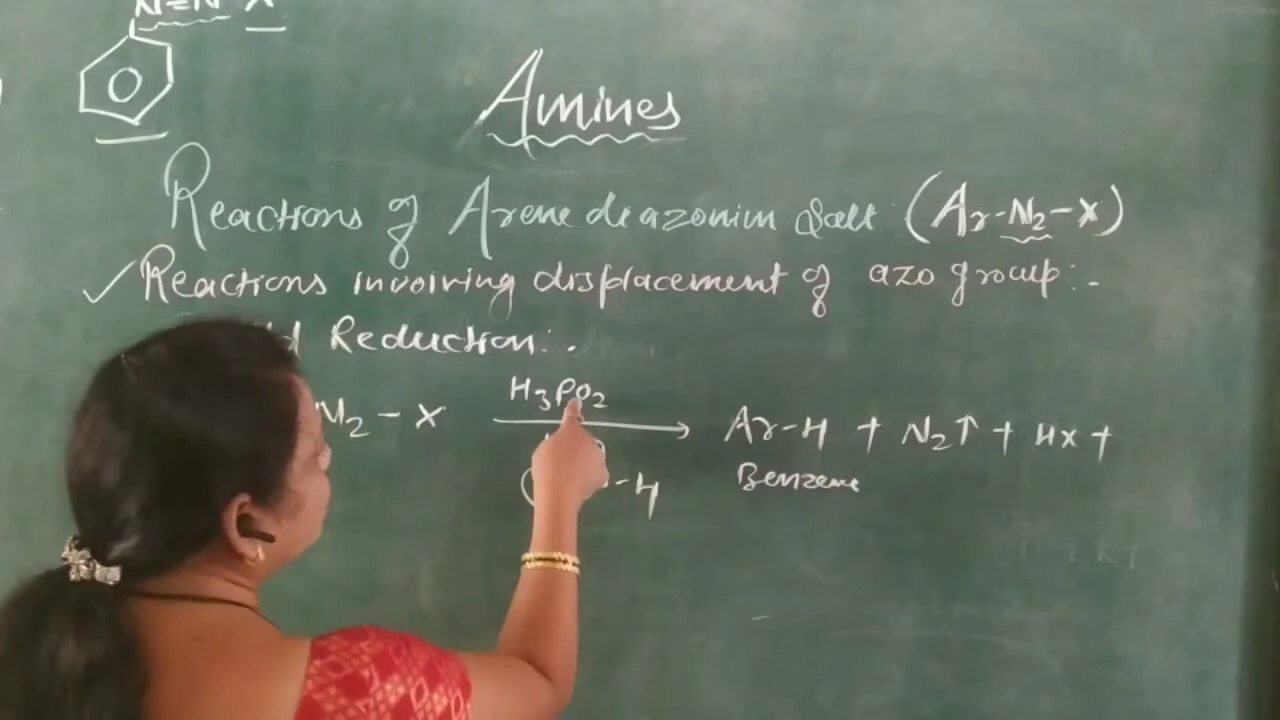 N=N X
Amines
Reactions of Arene diazonim Salt (Ar-N2-X)
✓ Reactions involving displacement of azo group:-
Reduction:-
N2-X H3PO2 Ar-H + N2↑ + HX +
-H Benzene